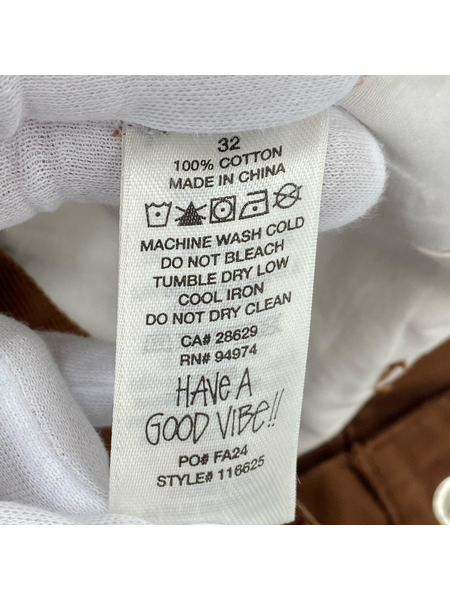 32
100% COTTON
MADE IN CHINA
MACHINE WASH COLD
DO NOT BLEACH
TUMBLE DRY LOW
COOL IRON
DO NOT DRY CLEAN
CA# 28629
RN# 94974
HAVE A
GOOD VIBE!!
PO# FA24
STYLE# 116625